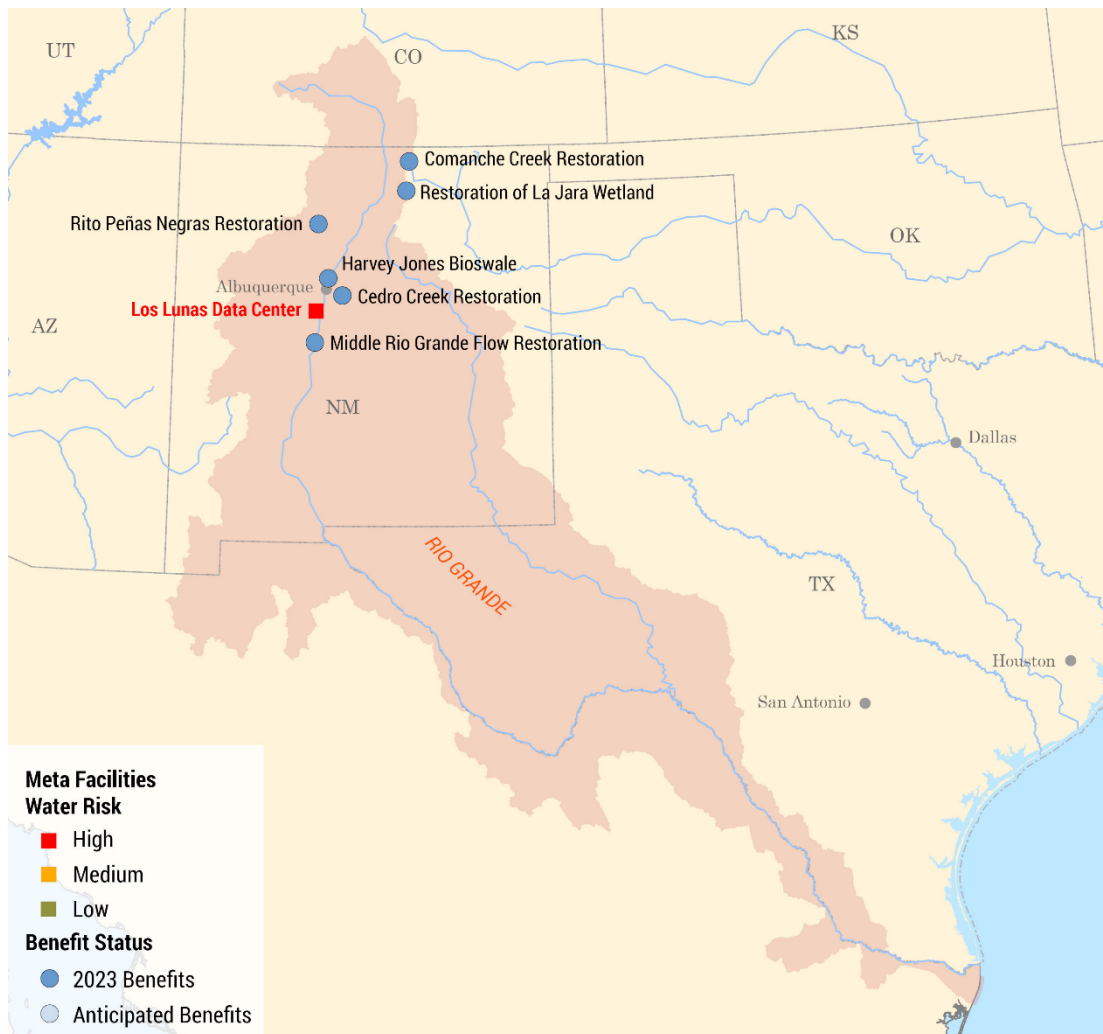 UT
CO
KS
Comanche Creek Restoration
Restoration of La Jara Wetland
Rito Peñas Negras Restoration
OK
Harvey Jones Bioswale
Albuquerque
Cedro Creek Restoration
Los Lunas Data Center
AZ
Middle Rio Grande Flow Restoration
NM
Dallas
RIO GRANDE
TX
Houston
San Antonio
Meta Facilities
Water Risk
High
Medium
Low
Benefit Status
2023 Benefits
Anticipated Benefits